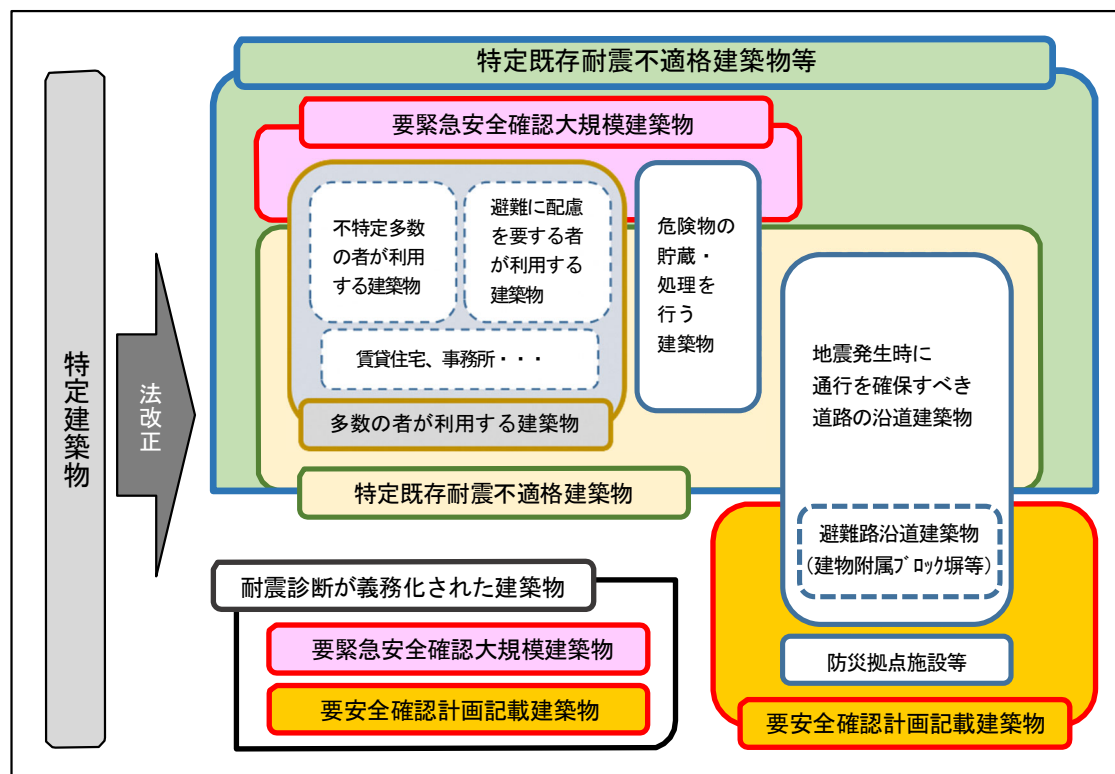 特定建築物
法改正
特定既存耐震不適格建築物等
要緊急安全確認大規模建築物
不特定多数
の者が利用
する建築物
避難に配慮
を要する者
が利用する
建築物
賃貸住宅、事務所・・・
多数の者が利用する建築物
危険物の
貯蔵・
処理を
行う
建築物
地震発生時に
通行を確保すべき
道路の沿道建築物
特定既存耐震不適格建築物
避難路沿道建築物
(建物附属ﾌﾞﾛｯｸ塀等)
防災拠点施設等
要安全確認計画記載建築物
耐震診断が義務化された建築物
要緊急安全確認大規模建築物
要安全確認計画記載建築物